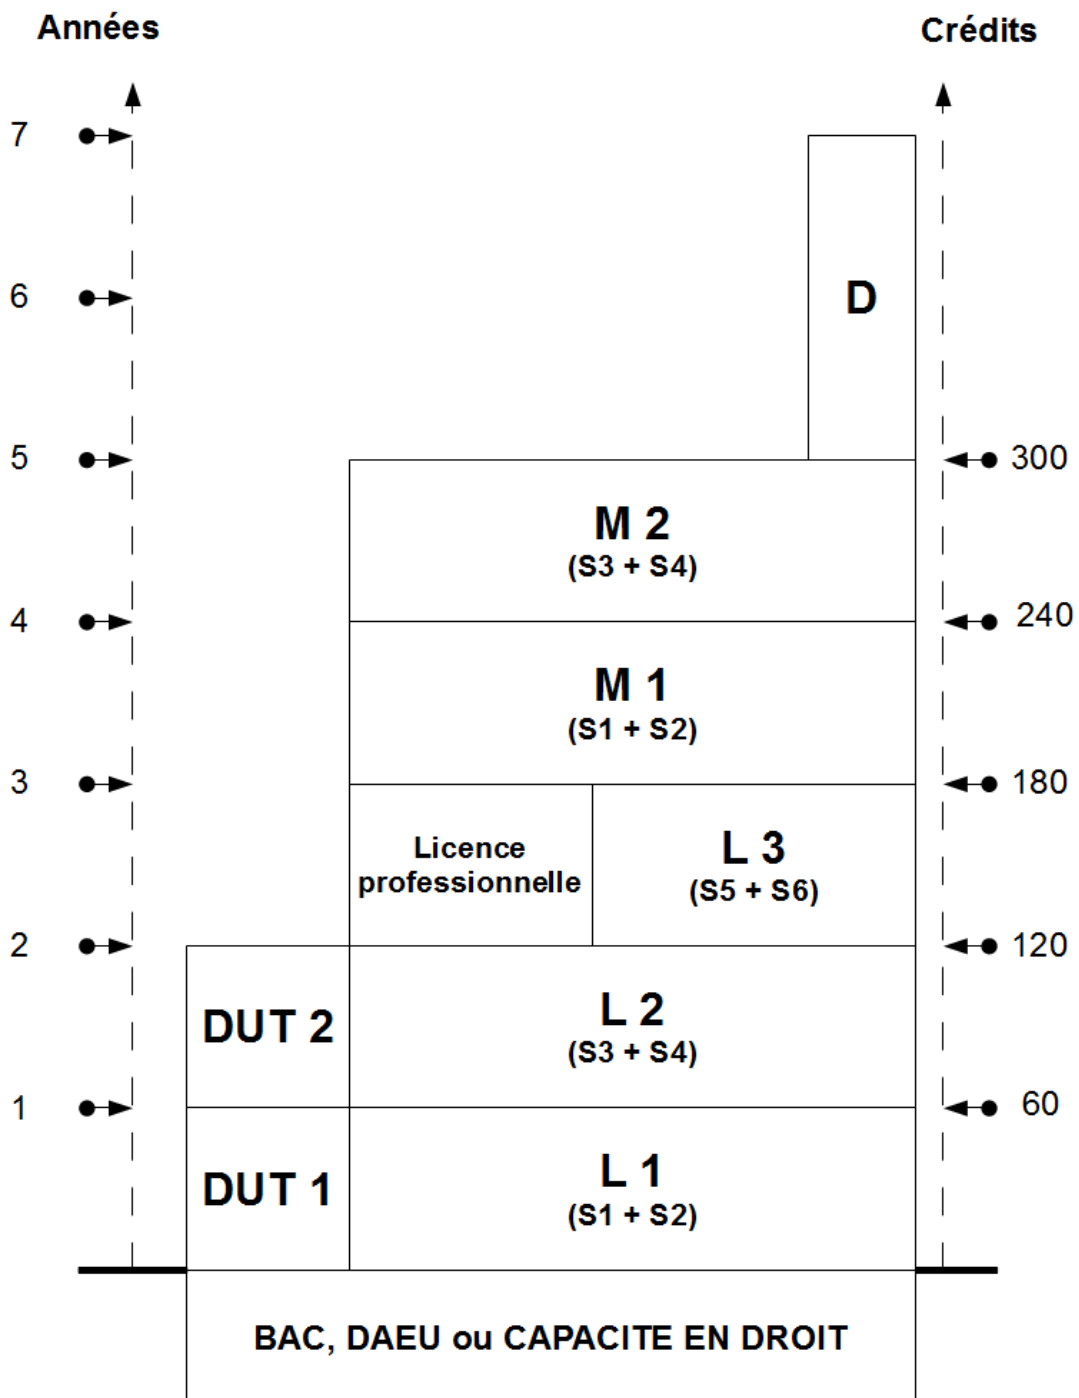 Années
Crédits
7
6
D
5
300
M 2
(S3 + S4)
4
240
M 1
(S1 + S2)
3
180
Licence
professionnelle
L 3
(S5 + S6)
2
120
DUT 2
L 2
(S3 + S4)
1
60
DUT 1
L 1
(S1 + S2)
BAC, DAEU ou CAPACITE EN DROIT